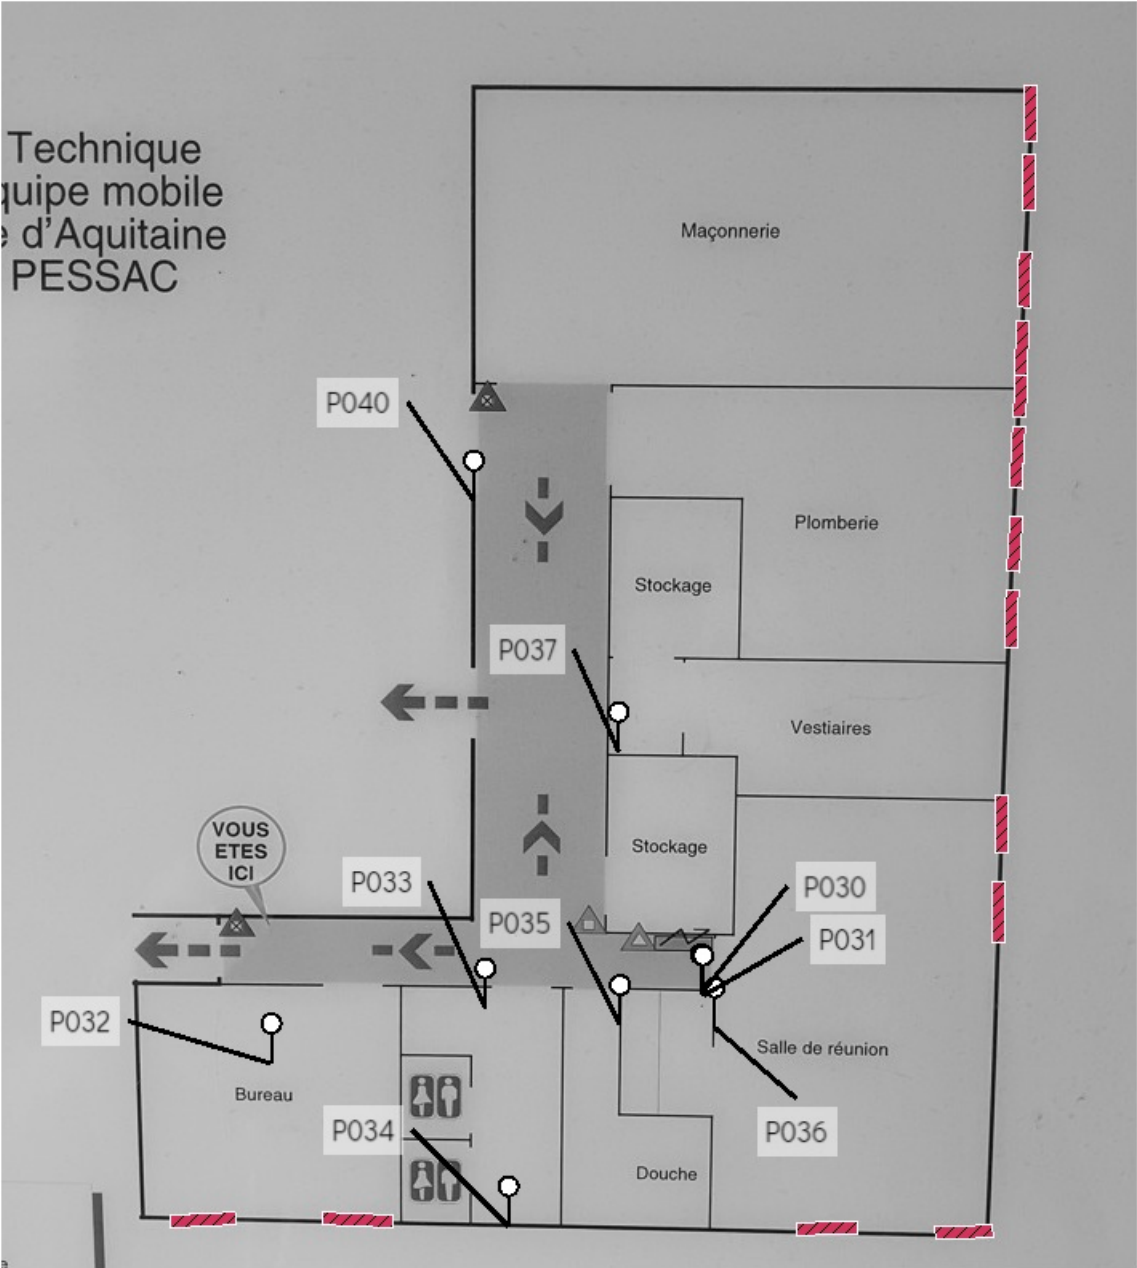 Technique
quipe mobile
e d'Aquitaine
PESSAC
Maçonnerie
P040
Plomberie
Stockage
P037
Vestiaires
VOUS
ETES
ICI
Stockage
P033
P030
P035
P031
P032
Salle de réunion
Bureau
P034
P036
Douche
e